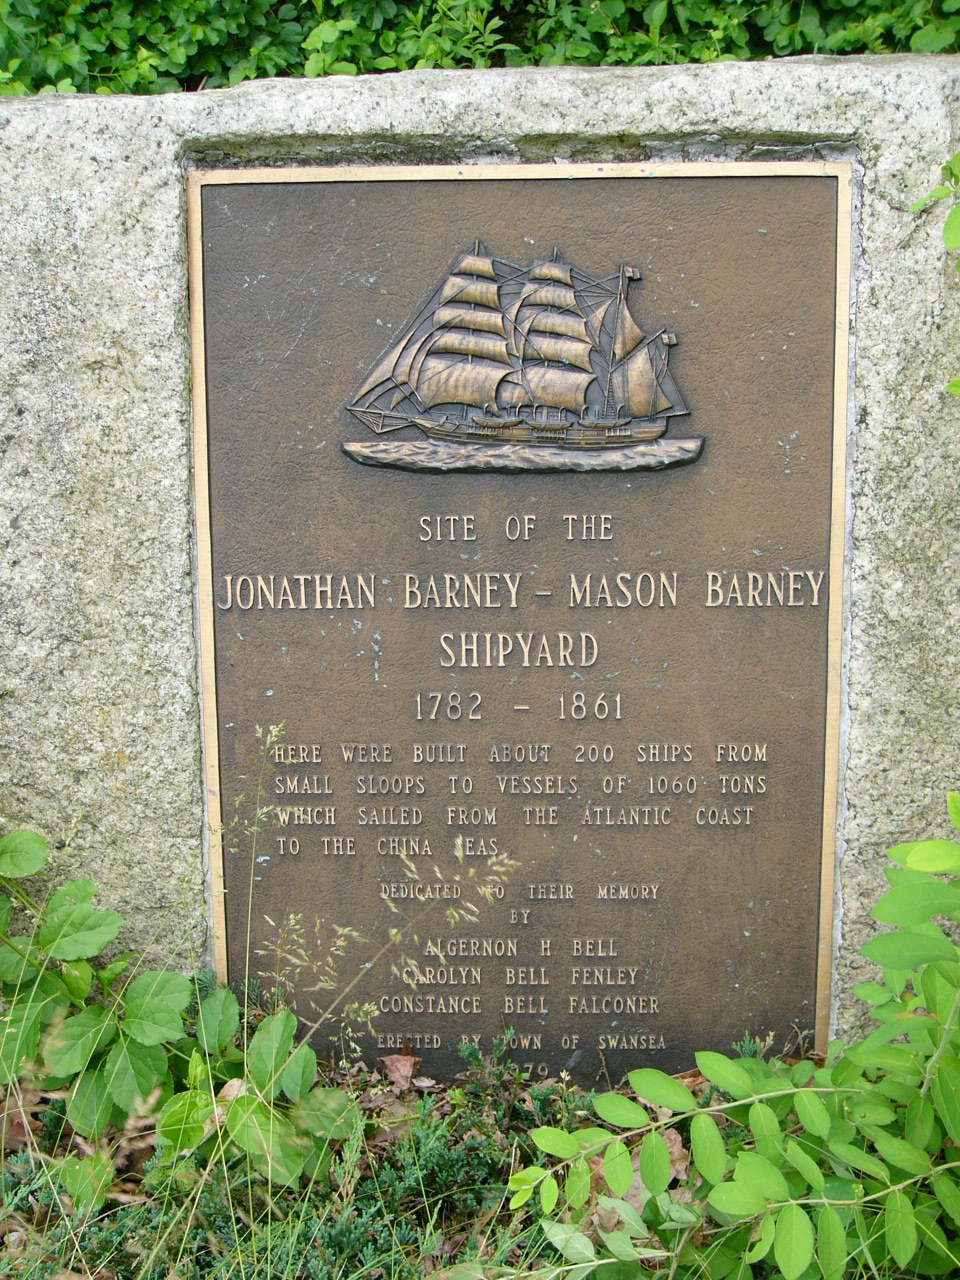 SITE OF THE
JONATHAN BARNEY – MASON BARNEY
SHIPYARD
1782 – 1861
HERE WERE BUILT ABOUT 200 SHIPS FROM
SMALL SLOOPS TO VESSELS OF 1060 TONS
WHICH SAILED FROM THE ATLANTIC COAST
TO THE CHINA SEAS.
DEDICATED TO THEIR MEMORY
BY
ALGERNON H BELL
CAROLYN BELL FENLEY
CONSTANCE BELL FALCONER
ERECTED BY TOWN OF SWANSEA